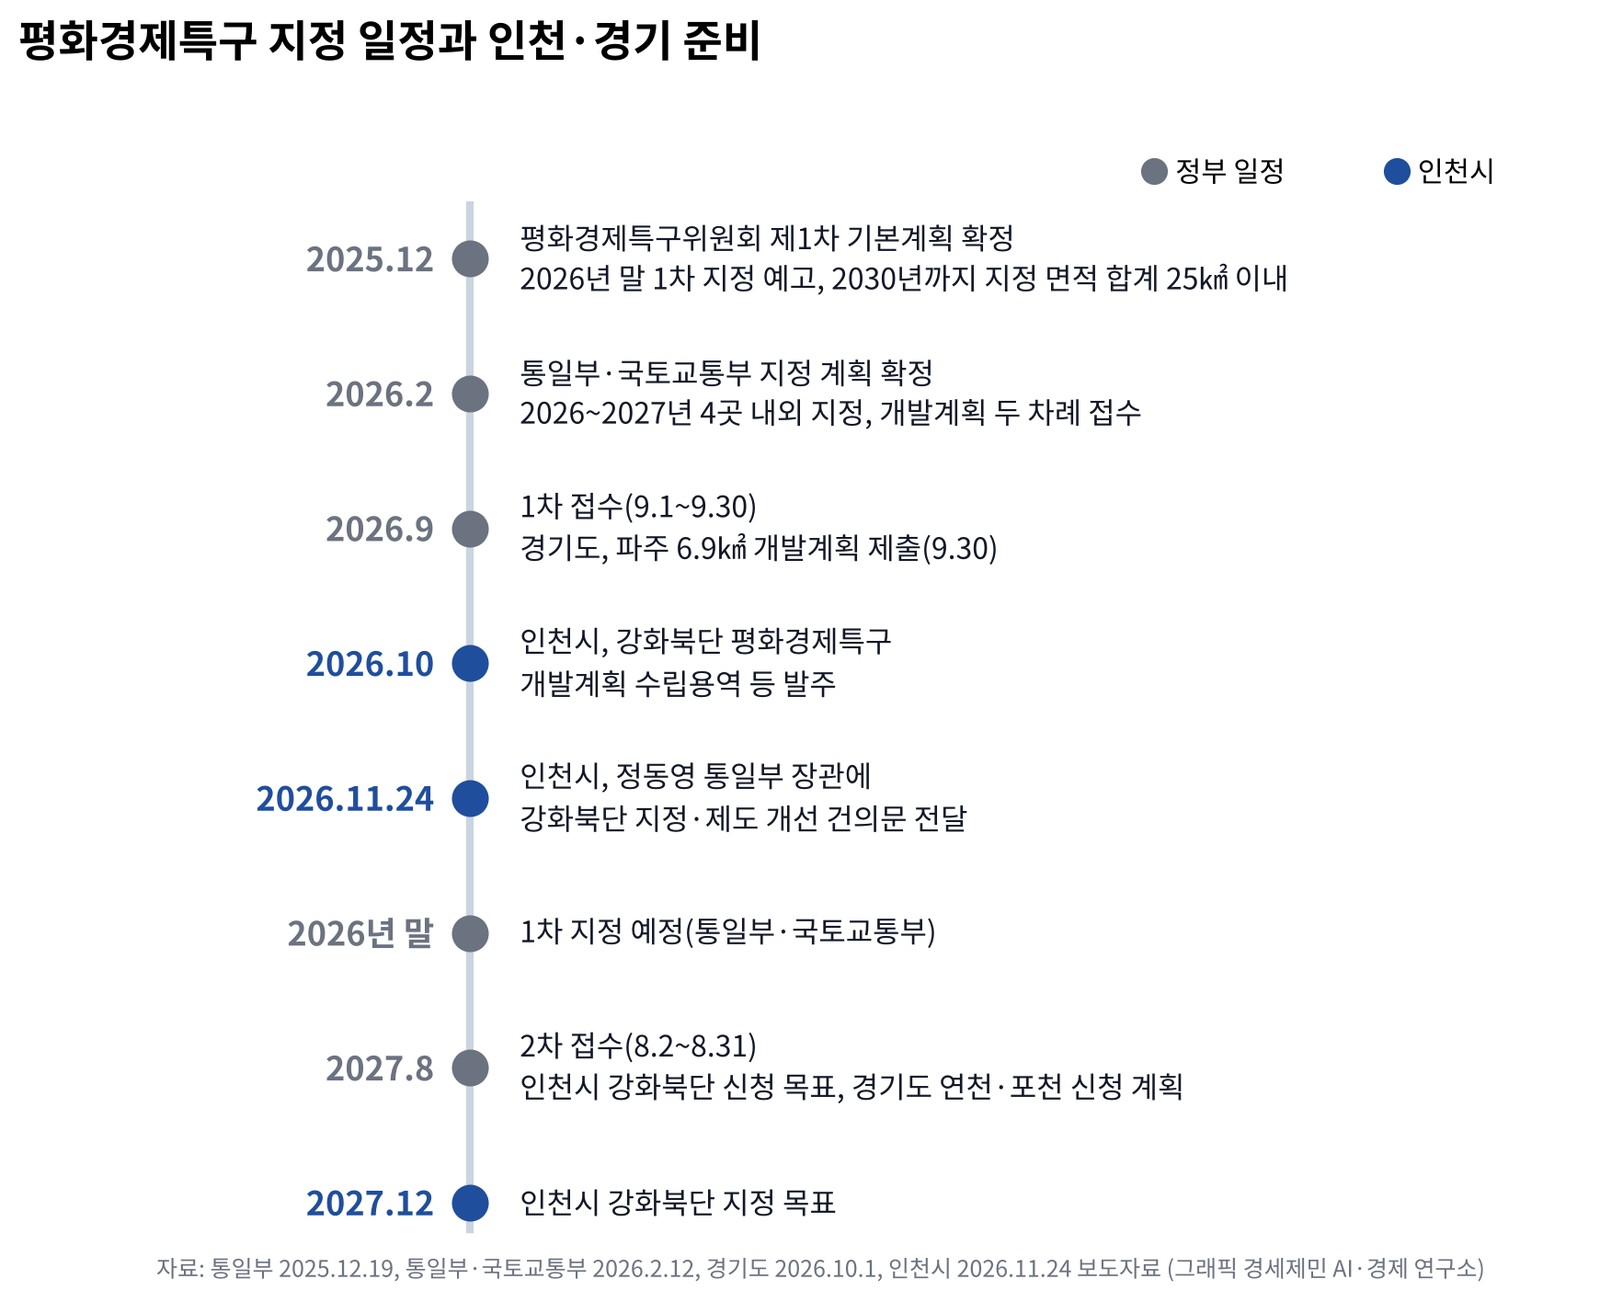 평화경제특구 지정 일정과 인천·경기 준비
정부 일정
인천시
2025.12
평화경제특구위원회 제1차 기본계획 확정
2026년 말 1차 지정 예고, 2030년까지 지정 면적 합계 25㎢ 이내
2026.2
통일부·국토교통부 지정 계획 확정
2026~2027년 4곳 내외 지정, 개발계획 두 차례 접수
2026.9
1차 접수(9.1~9.30)
경기도, 파주 6.9㎢ 개발계획 제출(9.30)
2026.10
인천시, 강화북단 평화경제특구
개발계획 수립용역 등 발주
2026.11.24
인천시, 정동영 통일부 장관에
강화북단 지정·제도 개선 건의문 전달
2026년 말
1차 지정 예정(통일부·국토교통부)
2027.8
2차 접수(8.2~8.31)
인천시 강화북단 신청 목표, 경기도 연천·포천 신청 계획
2027.12
인천시 강화북단 지정 목표
자료: 통일부 2025.12.19, 통일부·국토교통부 2026.2.12, 경기도 2026.10.1, 인천시 2026.11.24 보도자료 (그래픽 경세제민 AI·경제 연구소)